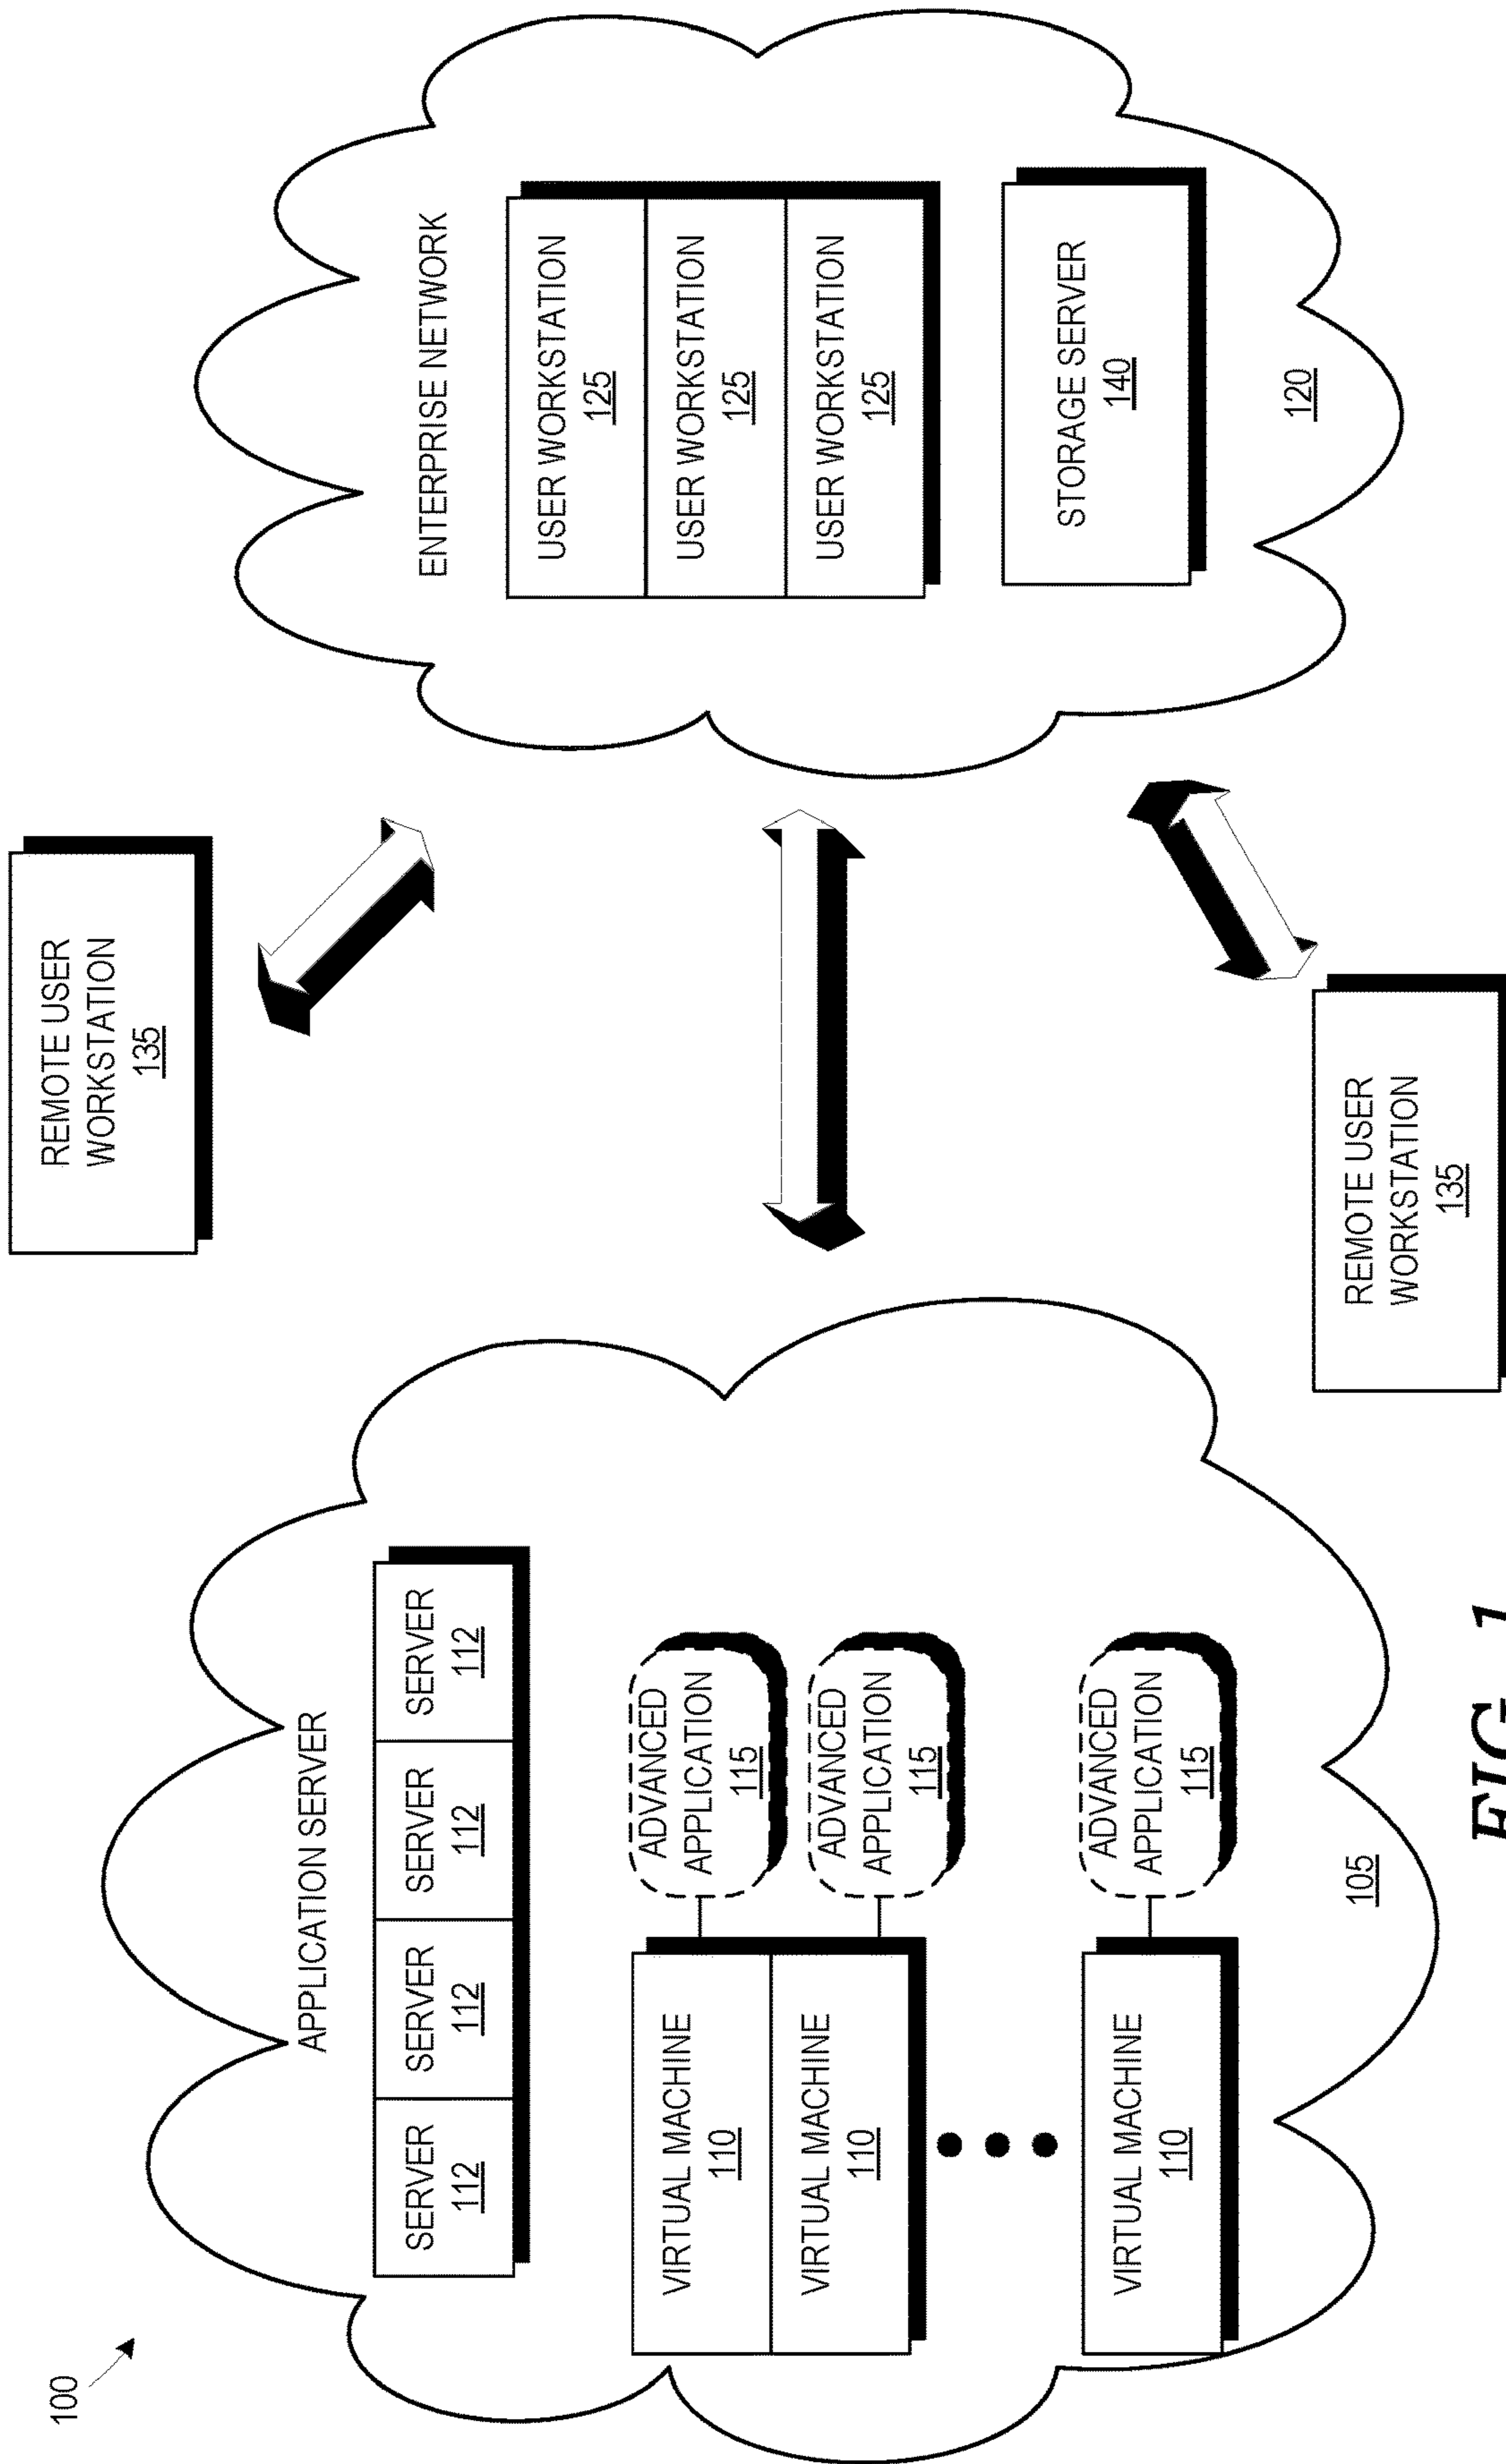 100
APPLICATION SERVER
SERVER
112
SERVER
112
SERVER
112
SERVER
112
VIRTUAL MACHINE
110
VIRTUAL MACHINE
110
VIRTUAL MACHINE
110
ADVANCED
APPLICATION
115
ADVANCED
APPLICATION
115
ADVANCED
APPLICATION
115
105
REMOTE USER
WORKSTATION
135
REMOTE USER
WORKSTATION
135
ENTERPRISE NETWORK
USER WORKSTATION
125
USER WORKSTATION
125
USER WORKSTATION
125
STORAGE SERVER
140
120
FIG. 1